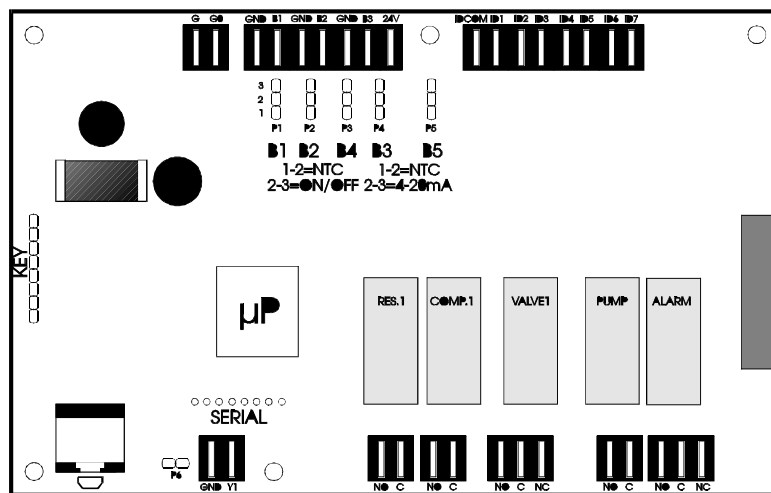 G G0 GND B1 GND B2 GND B3 24V IDCOM ID1 ID2 ID3 ID4 ID5 ID6 ID7
3
2
1
P1 P2 P3 P4 P5
B1 B2 B4 B3 B5
1-2=NTC 1-2=NTC
2-3=ON/OFF 2-3=4-20mA
KEY
µP
RES.1 COMP.1 VALVE1 PUMP ALARM
SERIAL
P6
GND Y1
NO C NO C NO C NC NO C NO C NC